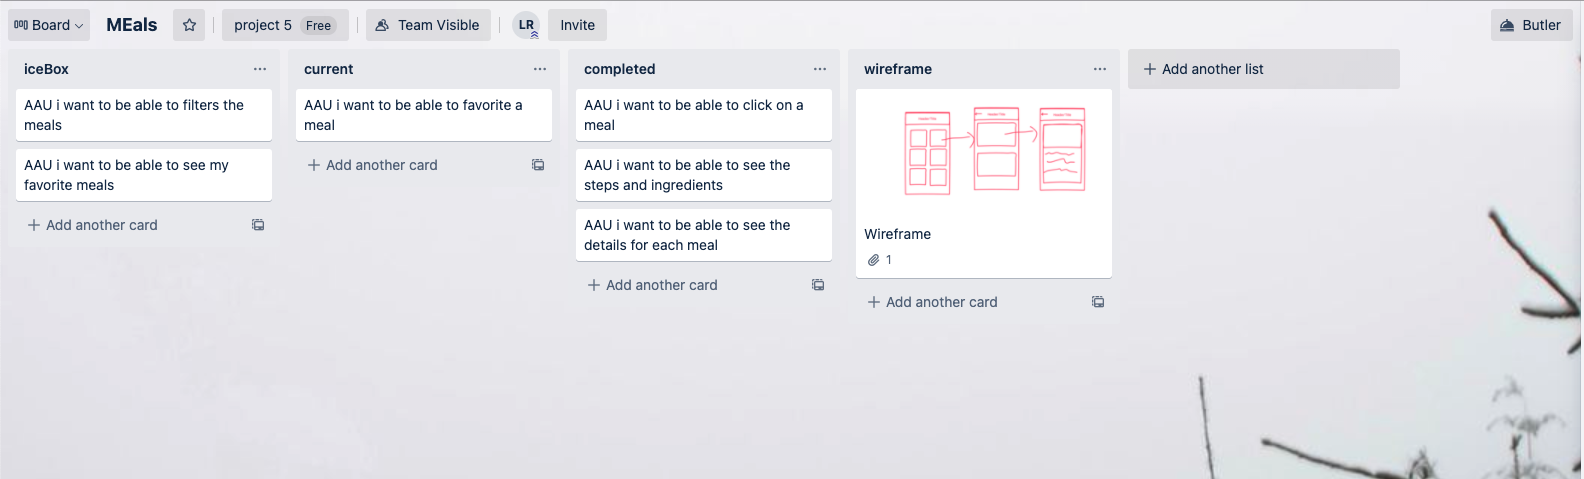 Board
MEals
project 5
Free
Team Visible
LR
Invite
Butler
iceBox
AAU i want to be able to filters the
meals
AAU i want to be able to see my
favorite meals
Add another card
current
AAU i want to be able to favorite a
meal
Add another card
completed
AAU i want to be able to click on a
meal
AAU i want to be able to see the
steps and ingredients
AAU i want to be able to see the
details for each meal
Add another card
wireframe
Wireframe
1
Add another card
Add another list